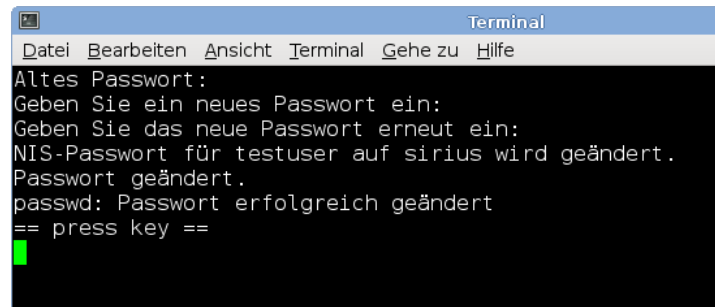 Terminal
Datei Bearbeiten Ansicht Terminal Gehe zu Hilfe
Altes Passwort:
Geben Sie ein neues Passwort ein:
Geben Sie das neue Passwort erneut ein:
NIS-Passwort für testuser auf sirius wird geändert.
Passwort geändert.
passwd: Passwort erfolgreich geändert
== press key ==